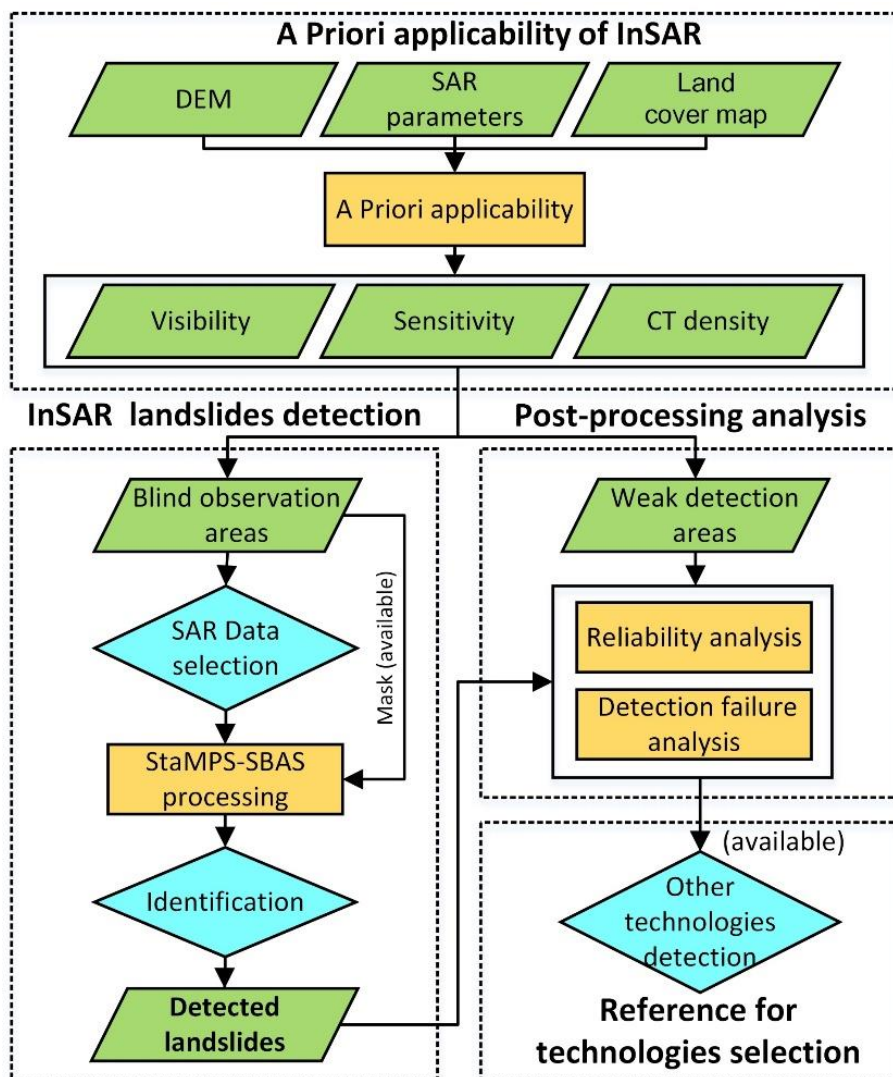 A Priori applicability of InSAR
DEM
SAR
parameters
Land
cover map
A Priori applicability
Visibility
Sensitivity
CT density
InSAR landslides detection
Blind observation
areas
SAR Data
selection
Mask (available)
StaMPS-SBAS
processing
Identification
Detected
landslides
Post-processing analysis
Weak detection
areas
Reliability analysis
Detection failure
analysis
(available)
Other
technologies
detection
Reference for
technologies selection